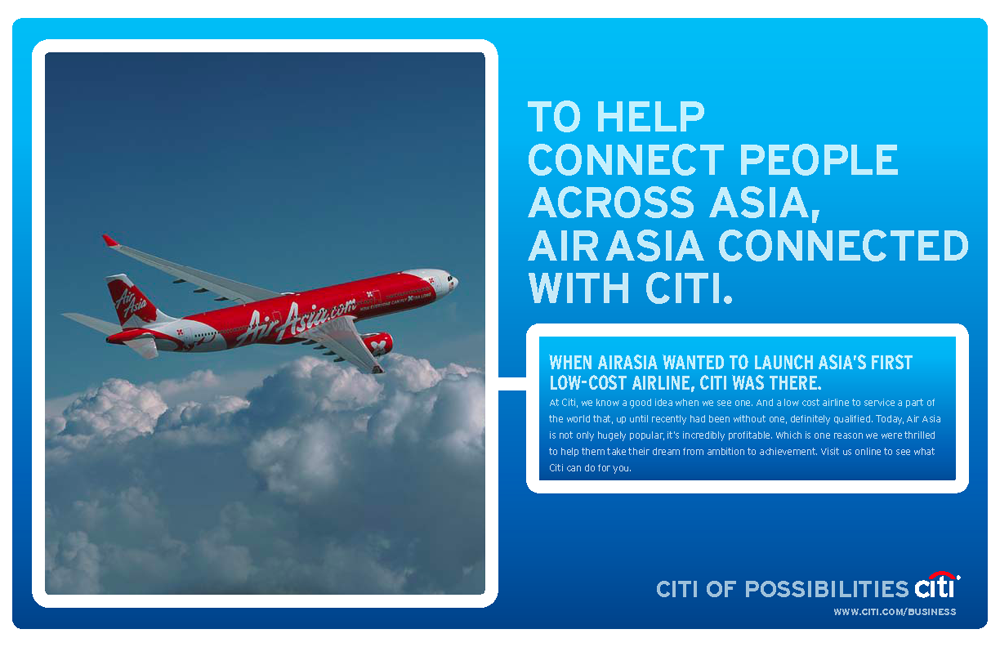 TO HELP
CONNECT PEOPLE
ACROSS ASIA,
AIRASIA CONNECTED
WITH CITI.
Air
Asia
AirAsia.com
WHEN AIRASIA WANTED TO LAUNCH ASIA'S FIRST
LOW-COST AIRLINE, CITI WAS THERE.
At Citi, we know a good idea when we see one. And a low cost airline to service a part of
the world that, up until recently had been without one, definitely qualified. Today, Air Asia
is not only hugely popular, it's incredibly profitable. Which is one reason we were thrilled
to help them take their dream from ambition to achievement. Visit us online to see what
Citi can do for you.
CITI OF POSSIBILITIES citi
WWW.CITI.COM/BUSINESS